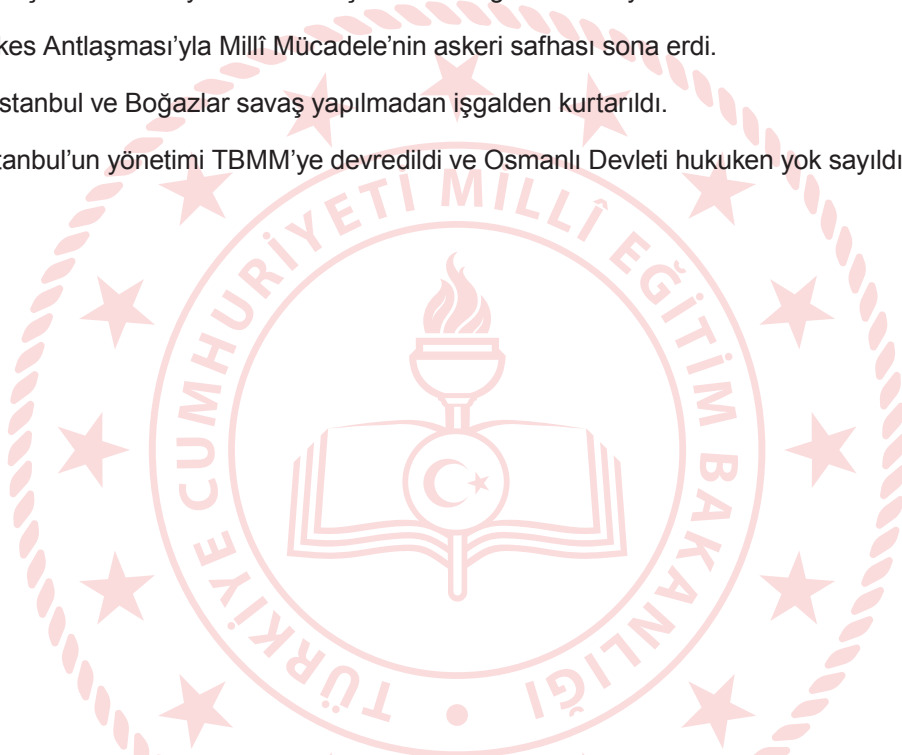 kes Antlaşması’yla Millî Mücadele’nin askeri safhası sona erdi.
stanbul ve Boğazlar savaş yapılmadan işgalden kurtarıldı.
tanbul’un yönetimi TBMM’ye devredildi ve Osmanlı Devleti hukuken yok sayıldı
TÜRKİYE CUMHURİYETİ MİLLÎ EĞİTİM BAKANLIĞI